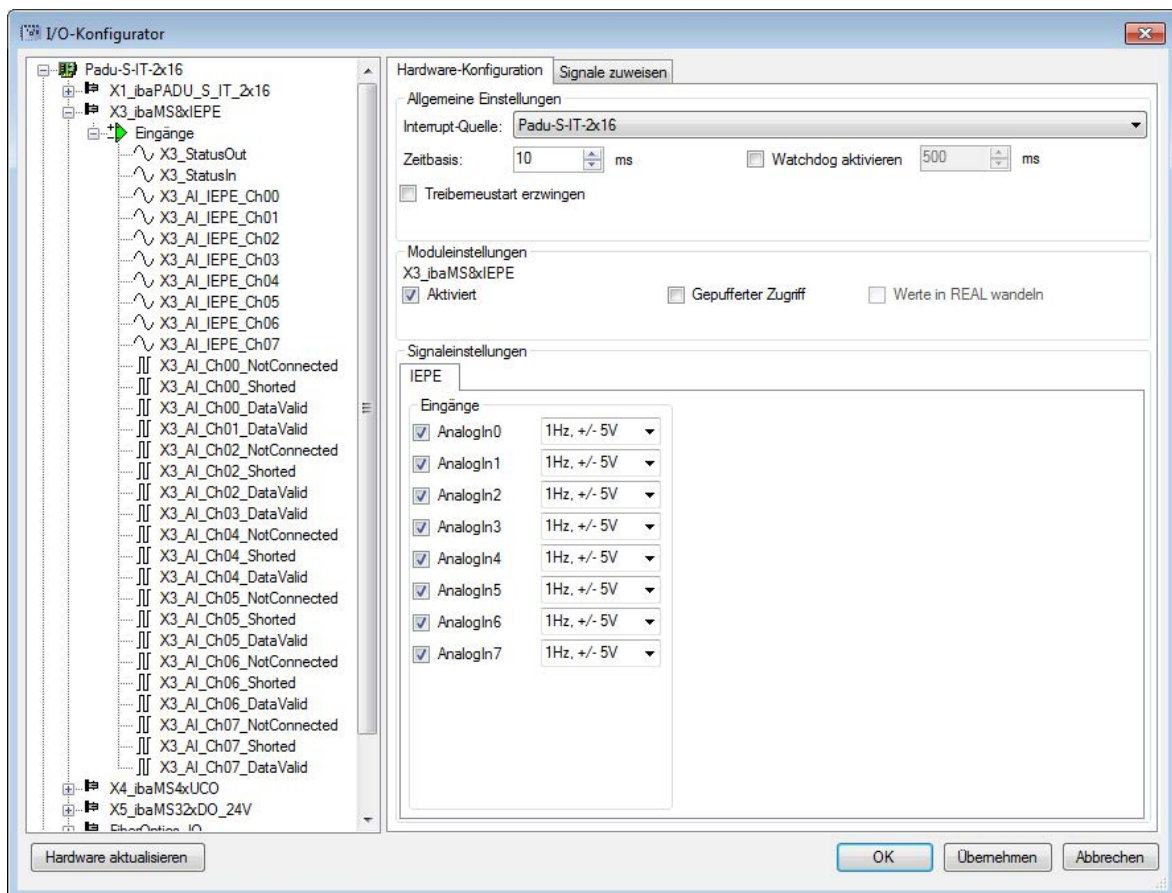 I/O-Konfigurator
Padu-S-IT-2x16
X1_ibaPADU_S_IT_2x16
X3_ibaMS8xIEPE
Eingänge
X3_StatusOut
X3_StatusIn
X3_AI_IEPE_Ch00
X3_AI_IEPE_Ch01
X3_AI_IEPE_Ch02
X3_AI_IEPE_Ch03
X3_AI_IEPE_Ch04
X3_AI_IEPE_Ch05
X3_AI_IEPE_Ch06
X3_AI_IEPE_Ch07
X3_AI_Ch00_NotConnected
X3_AI_Ch00_Shorted
X3_AI_Ch00_DataValid
X3_AI_Ch01_DataValid
X3_AI_Ch02_NotConnected
X3_AI_Ch02_Shorted
X3_AI_Ch02_DataValid
X3_AI_Ch03_DataValid
X3_AI_Ch04_NotConnected
X3_AI_Ch04_Shorted
X3_AI_Ch04_DataValid
X3_AI_Ch05_NotConnected
X3_AI_Ch05_Shorted
X3_AI_Ch05_DataValid
X3_AI_Ch06_NotConnected
X3_AI_Ch06_Shorted
X3_AI_Ch06_DataValid
X3_AI_Ch07_NotConnected
X3_AI_Ch07_Shorted
X3_AI_Ch07_DataValid
X4_ibaMS4xUCO
X5_ibaMS32xDO_24V
FiberOption_IO
Hardware-Konfiguration Signale zuweisen
Allgemeine Einstellungen
Interrupt-Quelle: Padu-S-IT-2x16
Zeitbasis: 10 ms Watchdog aktivieren 500 ms
Treiberneustart erzwingen
Moduleinstellungen
X3_ibaMS8xIEPE
Aktiviert Gepufferter Zugriff Werte in REAL wandeln
Signaleinstellungen
IEPE
Eingänge
AnalogIn0 1Hz, +/- 5V
AnalogIn1 1Hz, +/- 5V
AnalogIn2 1Hz, +/- 5V
AnalogIn3 1Hz, +/- 5V
AnalogIn4 1Hz, +/- 5V
AnalogIn5 1Hz, +/- 5V
AnalogIn6 1Hz, +/- 5V
AnalogIn7 1Hz, +/- 5V
Hardware aktualisieren OK Übernehmen Abbrechen